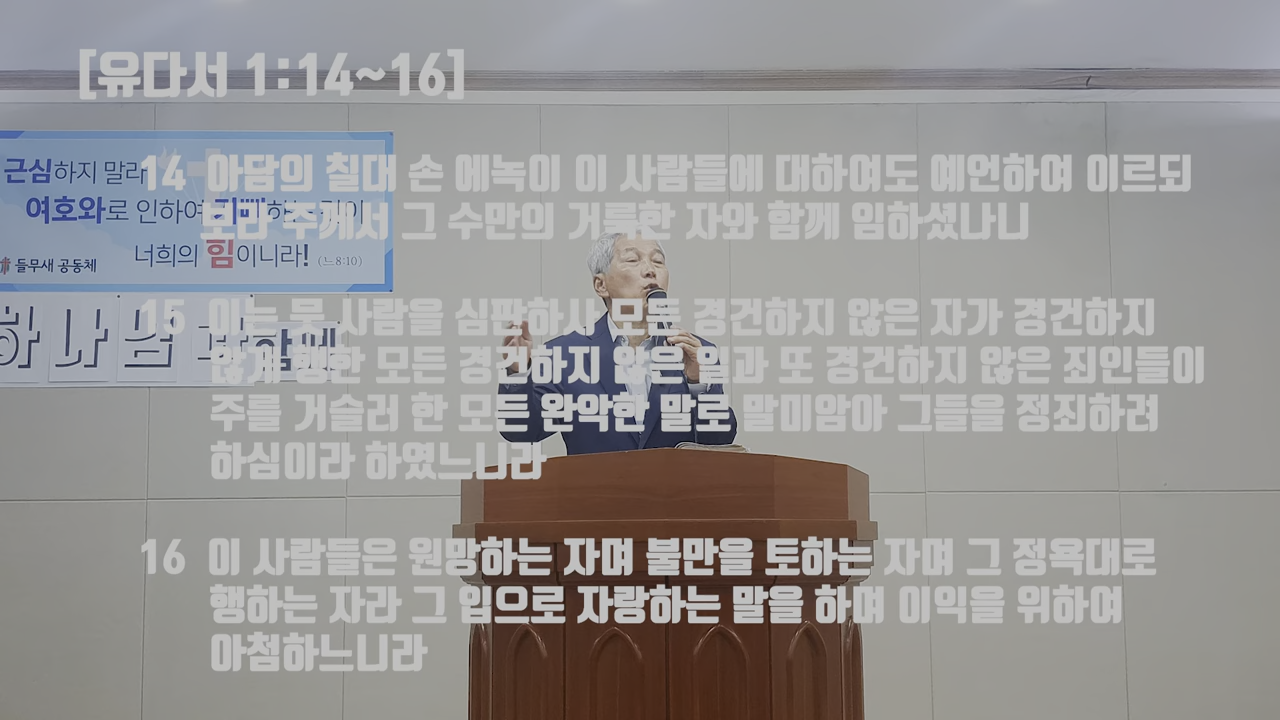 [유다서 1:14~16]
근심하지 말라
여호와로 인하여
너희의 힘이니라! (느8:10)
들무새 공동체
14 아담의 칠대 손 에녹이 이 사람들에 대하여도 예언하여 이르되
보라 주께서 그 수만의 거룩한 자와 함께 임하셨나니
15 이는 뭇 사람을 심판하사 모든 경건하지 않은 자가 경건하지
않게 행한 모든 경건하지 않은 일과 또 경건하지 않은 죄인들이
주를 거슬러 한 모든 완악한 말로 말미암아 그들을 정죄하려
하심이라 하였느니라
16 이 사람들은 원망하는 자며 불만을 토하는 자며 그 정욕대로
행하는 자라 그 입으로 자랑하는 말을 하며 이익을 위하여
아첨하느니라